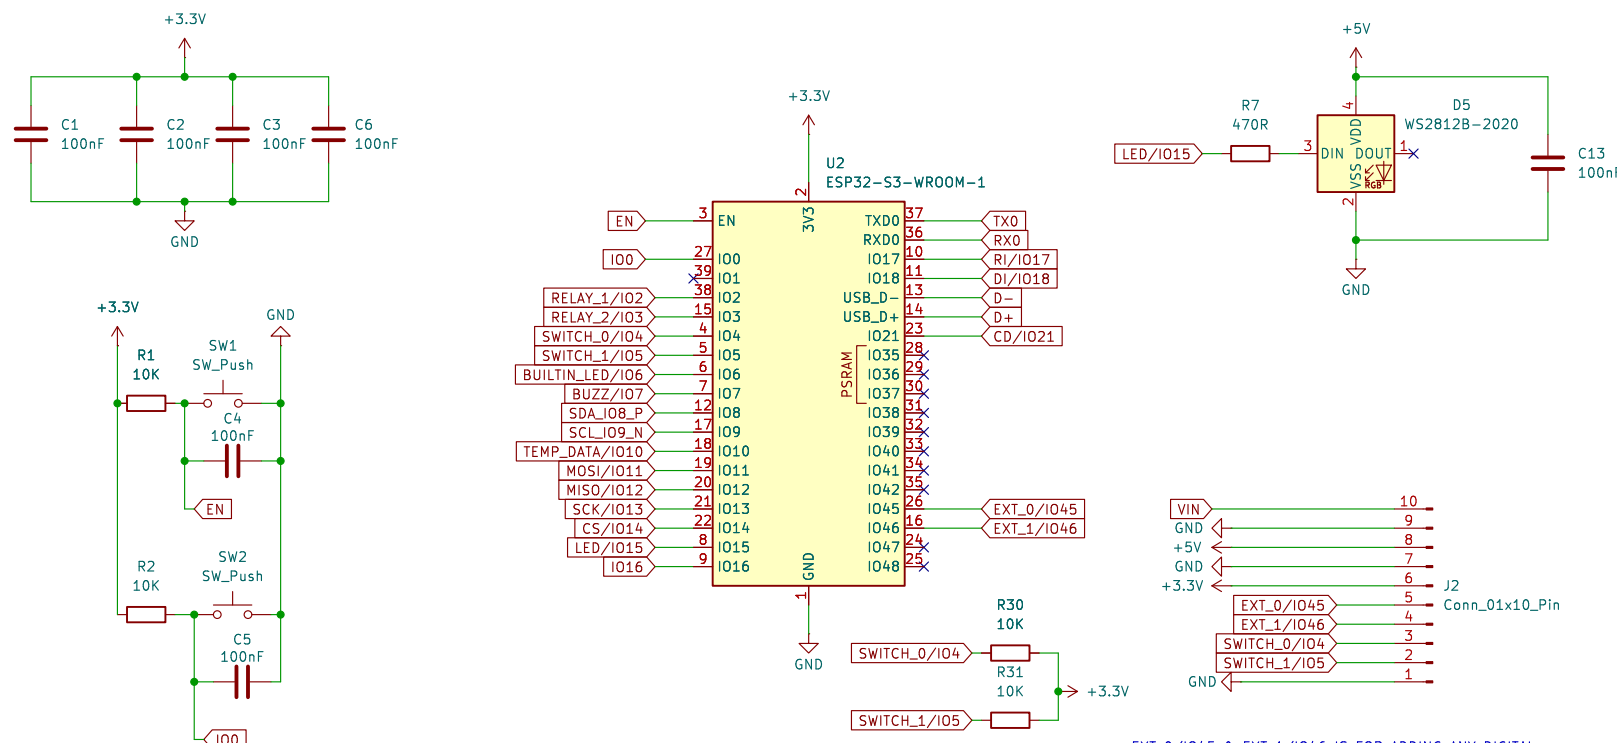 +3.3V
C1
100nF
C2
100nF
C3
100nF
C6
100nF
GND
+3.3V
GND
R1
10K
SW1
SW_Push
C4
100nF
EN
R2
10K
SW2
SW_Push
C5
100nF
IO0
+3.3V
U2
ESP32-S3-WROOM-1
2
3V3
EN
3
EN
IO0
27
IO0
39
IO1
RELAY_1/IO2
38
IO2
RELAY_2/IO3
15
IO3
SWITCH_0/IO4
4
IO4
SWITCH_1/IO5
5
IO5
BUILTIN_LED/IO6
6
IO6
BUZZ/IO7
7
IO7
SDA_IO8_P
12
IO8
SCL_IO9_N
17
IO9
TEMP_DATA/IO10
18
IO10
MOSI/IO11
19
IO11
MISO/IO12
20
IO12
SCK/IO13
21
IO13
CS/IO14
22
IO14
LED/IO15
8
IO15
IO16
9
IO16
TXD0
37
TX0
RXD0
36
RX0
IO17
10
RI/IO17
IO18
11
DI/IO18
USB_D-
13
D-
USB_D+
14
D+
IO21
23
CD/IO21
PSRAM
IO35
28
IO36
29
IO37
30
IO38
31
IO39
32
IO40
33
IO41
34
IO42
35
IO45
26
EXT_0/IO45
IO46
16
EXT_1/IO46
IO47
24
IO48
25
GND
1
GND
R30
10K
SWITCH_0/IO4
R31
10K
SWITCH_1/IO5
+3.3V
+5V
R7
470R
LED/IO15
D5
WS2812B-2020
4
VDD
3
DIN
DOUT
1
VSS
RGB
2
GND
C13
VIN
10
GND
9
+5V
8
GND
7
+3.3V
6
EXT_0/IO45
5
EXT_1/IO46
4
SWITCH_0/IO4
3
SWITCH_1/IO5
2
GND
1
J2
Conn_01x10_Pin